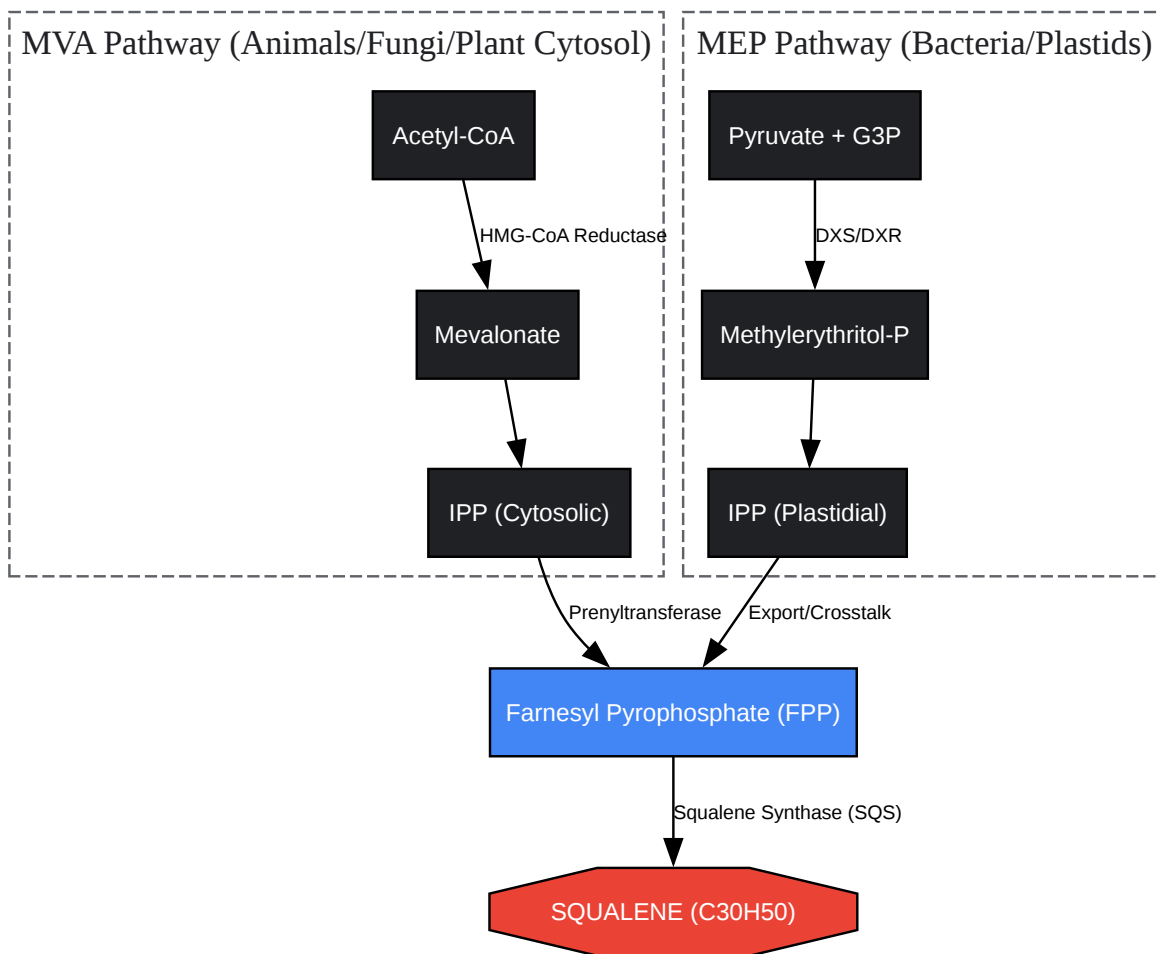 MVA Pathway (Animals/Fungi/Plant Cytosol)
MEP Pathway (Bacteria/Plastids)
Acetyl-CoA
Pyruvate + G3P
HMG-CoA Reductase
DXS/DXR
Mevalonate
Methylerythritol-P
IPP (Cytosolic)
IPP (Plastidial)
Prenyltransferase
Export/Crosstalk
Farnesyl Pyrophosphate (FPP)
Squalene Synthase (SQS)
SQUALENE (C30H50)